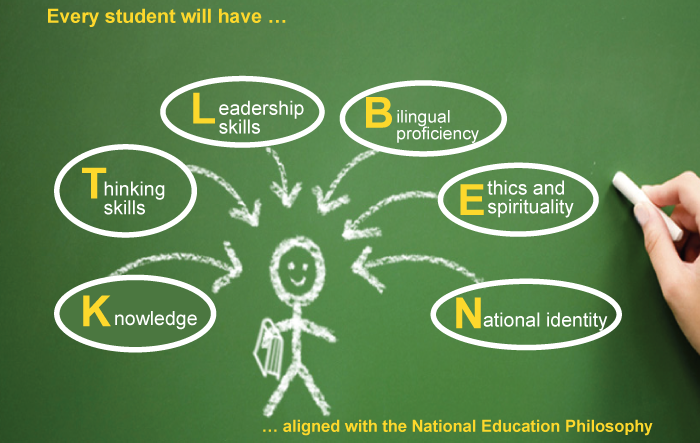 Every student will have ...
Leadership
skills
Bilingual
proficiency
Thinking
skills
Ethics and
spirituality
Knowledge
National identity
... aligned with the National Education Philosophy